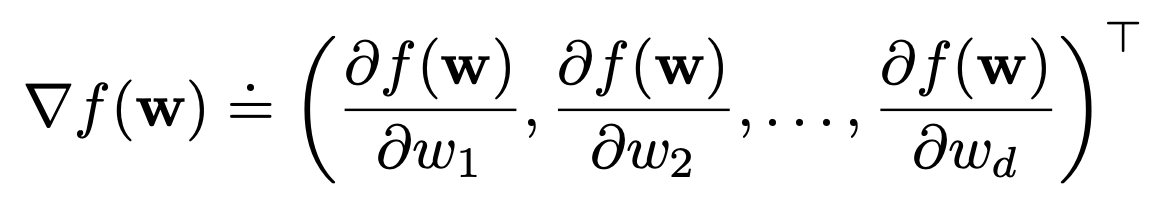 ∇f(𝐰) ≐ (∂f(𝐰)/∂w₁, ∂f(𝐰)/∂w₂, …, ∂f(𝐰)/∂w_d)^⊤